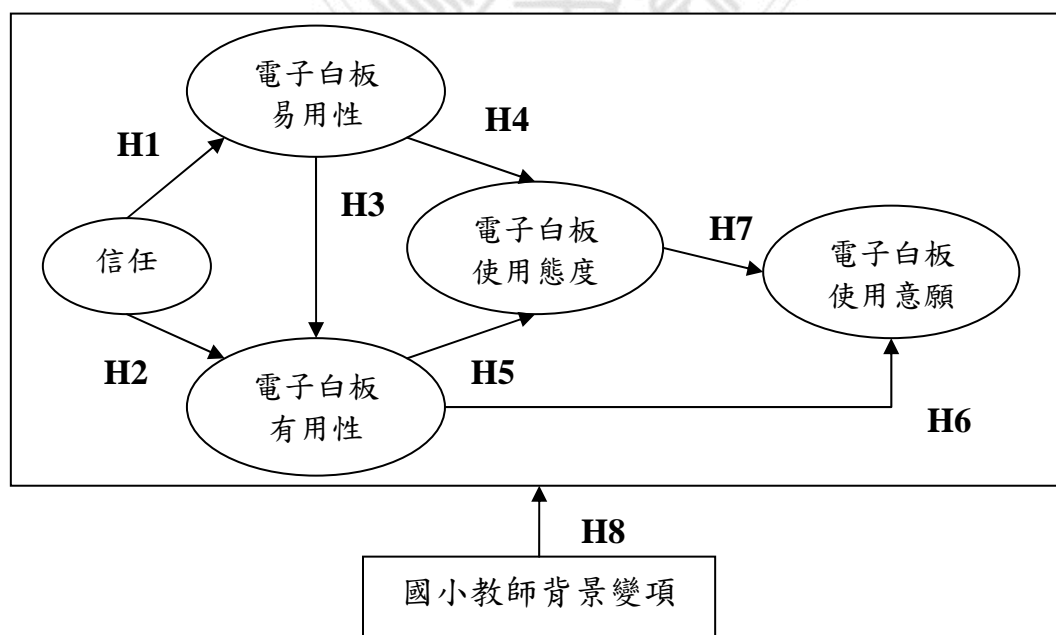 電子白板
易用性
H4
H1
H3
信任
電子白板
使用態度
H7
電子白板
使用意願
H2
電子白板
有用性
H5
H6
H8
國小教師背景變項